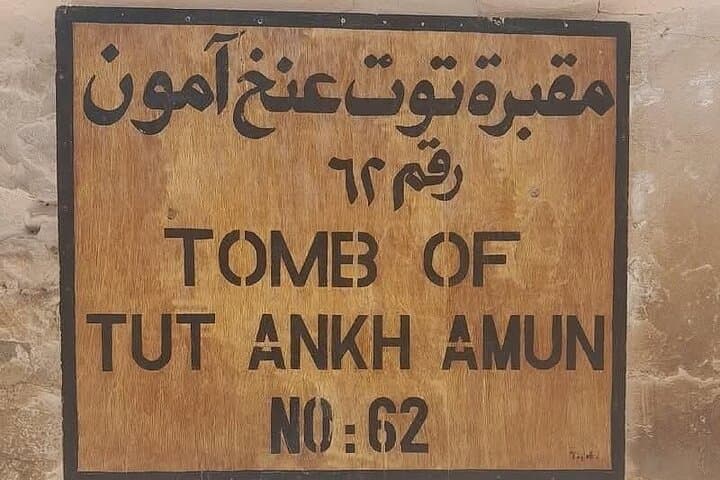 مقبرة توت عنخ آمون
رقم ٦٢
TOMB OF
TUT ANKH AMUN
NO:62